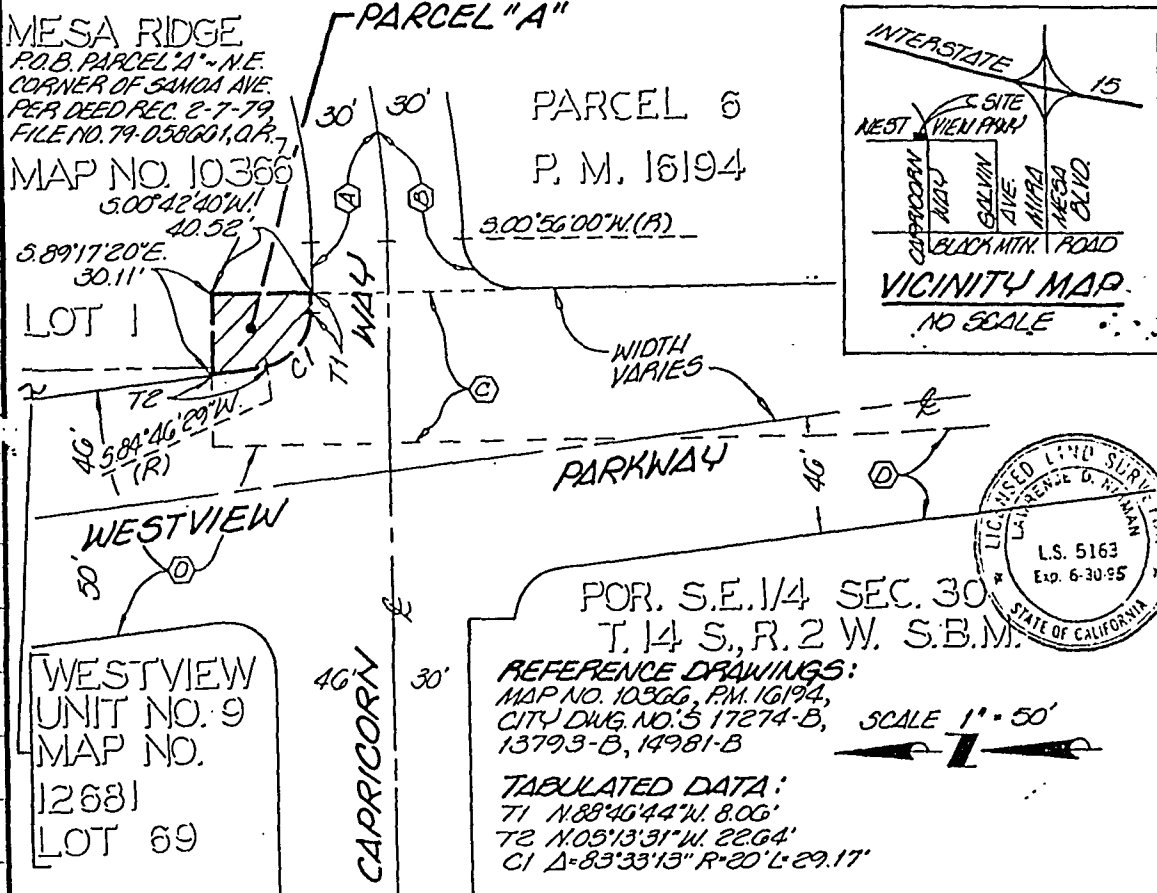 PARCEL "A"
MESA RIDGE
P.O.B. PARCEL "A" ~ N.E.
CORNER OF SAMOA AVE.
PER DEED REC. 2-7-79,
FILE NO. 79-058601, O.R.
MAP NO. 10366
S.00°42'40"W.
40.52'
S.89°17'20"E.
30.11'
LOT 1
30'
30'
A
B
PARCEL 6
P. M. 16194
S.00°56'00"W.(R)
WAY
C1
T1
T2
46'
S.84°46'29"W.
(R)
C
WIDTH
VARIES
46'
D
PARKWAY
WESTVIEW
50'
D
WESTVIEW
UNIT NO. 9
MAP NO.
12681
LOT 69
46'
30'
CAPRICORN
INTERSTATE
15
SITE
WEST VIEW PKWY
CAPRICORN
WAY
GALVIN
AVE.
MIRA
MESA
BLVD.
BLACK MTN. ROAD
VICINITY MAP
NO SCALE
LICENSED LAND
LAWRENCE D.
L.S. 5163
Exp. 6-30-95
STATE OF CALIFORNIA
POR. S.E. 1/4 SEC. 30
T. 14 S., R. 2 W. S.B.M.
REFERENCE DRAWINGS:
MAP NO. 10366, P.M. 16194,
CITY DWG. NO.'S 17274-B,
13793-B, 14981-B
SCALE 1" = 50'
TABULATED DATA:
T1 N.88°46'44"W. 8.06'
T2 N.05°13'31"W. 22.64'
C1 Δ=83°33'13" R=20' L=29.17'